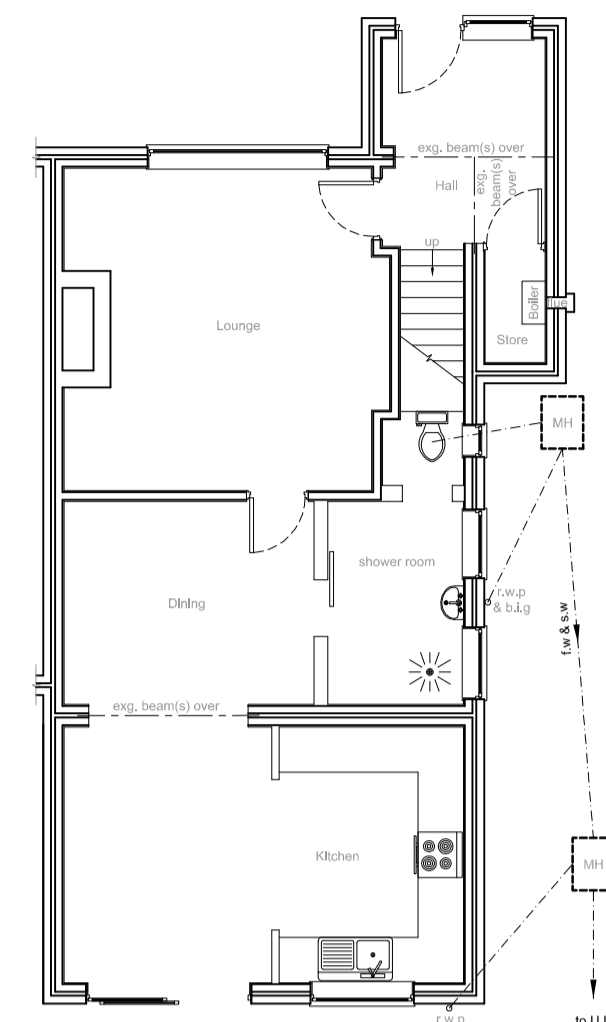 exg. beam(s) over
Hall
exg.
beam(s)
over
up
Boiler
flue
Lounge
Store
MH
shower room
Dining
r.w.p
& b.i.g
f.w & s.w
exg. beam(s) over
Kitchen
MH
r.w.p